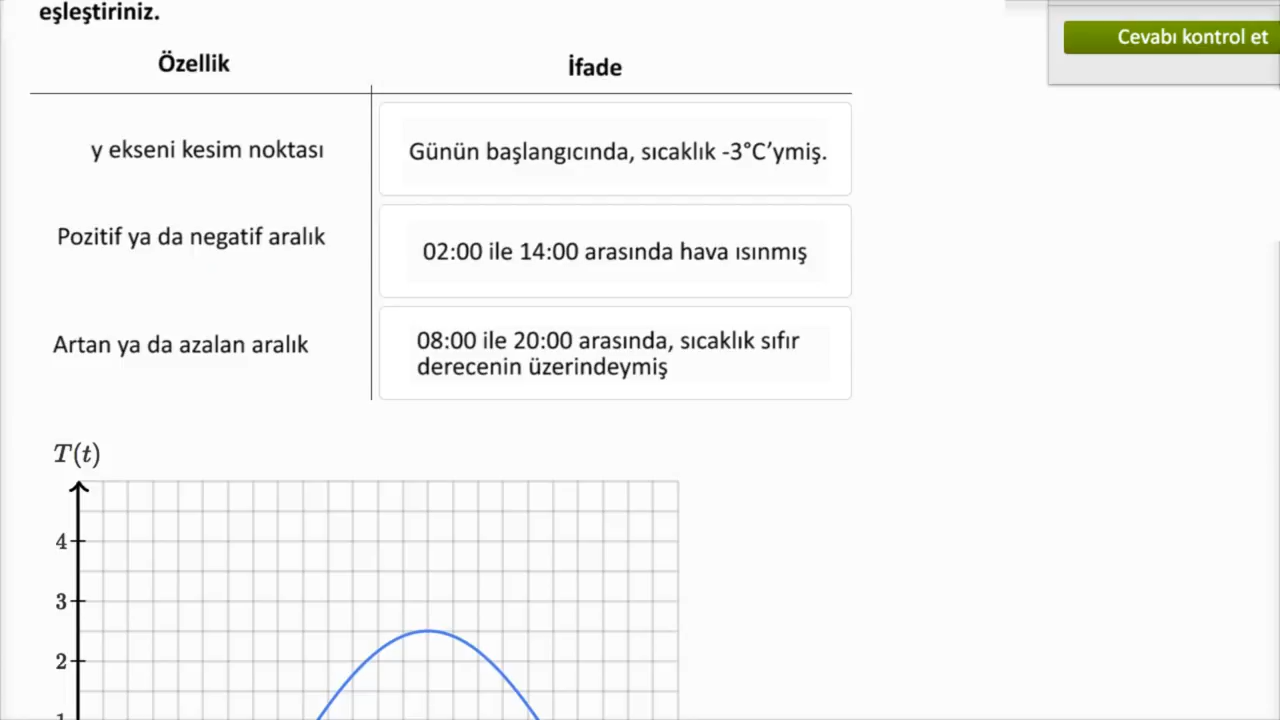 eşleştiriniz.
Cevabı kontrol et
Özellik
İfade
y ekseni kesim noktası
Günün başlangıcında, sıcaklık -3°C’ymiş.
Pozitif ya da negatif aralık
02:00 ile 14:00 arasında hava ısınmış
Artan ya da azalan aralık
08:00 ile 20:00 arasında, sıcaklık sıfır
derecenin üzerindeymiş
T(t)
4
3
2
1